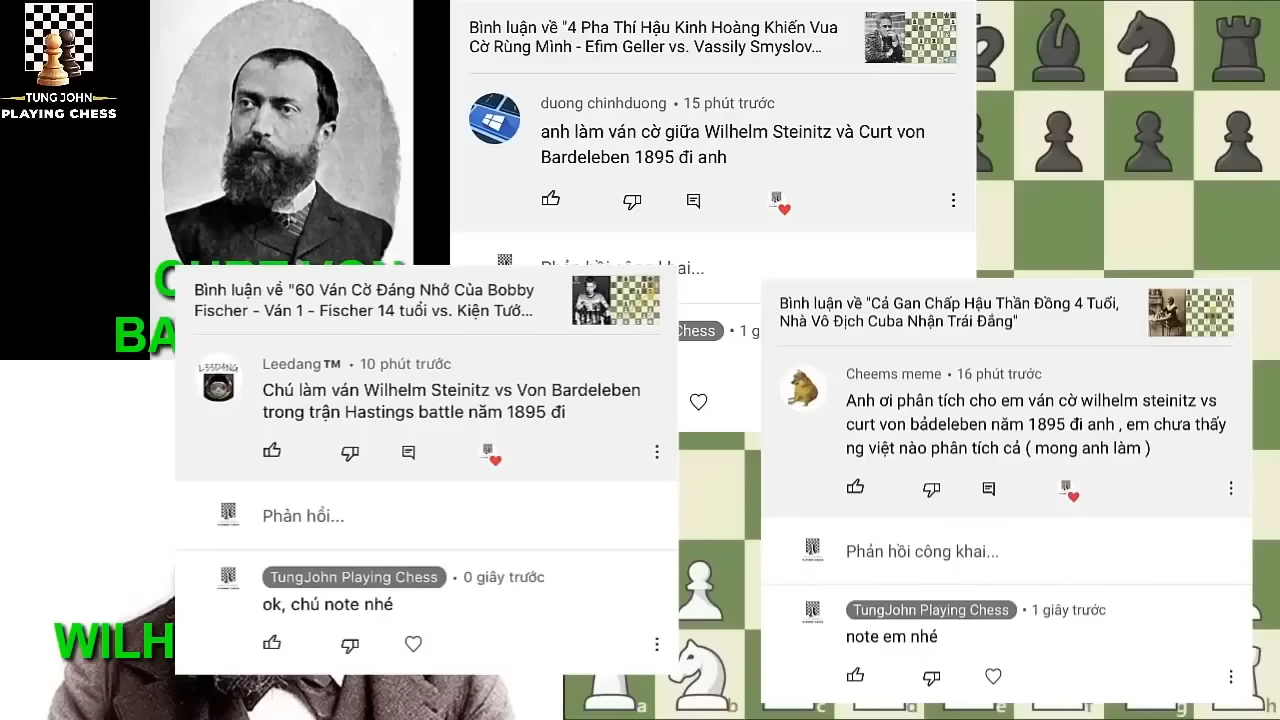 TUNG JOHN
PLAYING CHESS
Bình luận về "4 Pha Thí Hậu Kinh Hoàng Khiến Vua
Cờ Rùng Mình - Efim Geller vs. Vassily Smyslov...
duong chinhduong • 15 phút trước
anh làm ván cờ giữa Wilhelm Steinitz và Curt von
Bardeleben 1895 đi anh
Chess • 1 g
BA
Bình luận về "60 Ván Cờ Đáng Nhớ Của Bobby
Fischer - Ván 1 - Fischer 14 tuổi vs. Kiện Tướ...
Leedang™ • 10 phút trước
Chú làm ván Wilhelm Steinitz vs Von Bardeleben
trong trận Hastings battle năm 1895 đi
Phản hồi...
TungJohn Playing Chess • 0 giây trước
ok, chú note nhé
WILH
Bình luận về "Cả Gan Chấp Hậu Thần Đồng 4 Tuổi,
Nhà Vô Địch Cuba Nhận Trái Đắng"
Cheems meme • 16 phút trước
Anh ơi phân tích cho em ván cờ wilhelm steinitz vs
curt von bảdeleben năm 1895 đi anh , em chưa thấy
ng việt nào phân tích cả ( mong anh làm )
Phản hồi công khai...
TungJohn Playing Chess • 1 giây trước
note em nhé
a b c d e f g h